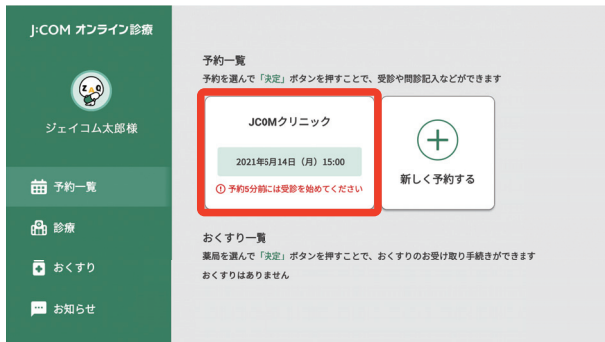 J:COM オンライン診療
ジェイコム太郎様
予約一覧
診療
おくすり
お知らせ
予約一覧
予約を選んで「決定」ボタンを押すことで、受診や問診記入などができます
JCOMクリニック
2021年5月14日（月）15:00
予約5分前には受診を始めてください
新しく予約する
おくすり一覧
薬局を選んで「決定」ボタンを押すことで、おくすりのお受け取り手続きができます
おくすりはありません